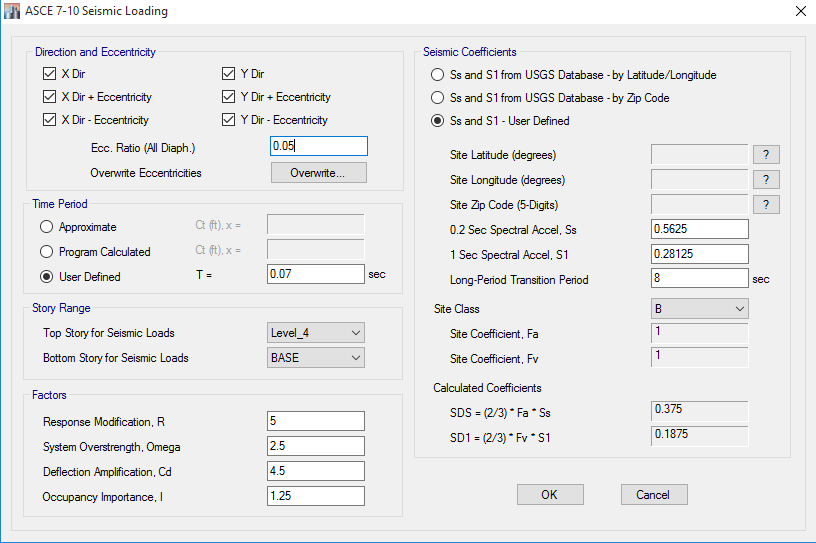 ASCE 7-10 Seismic Loading
Direction and Eccentricity
X Dir
Y Dir
X Dir + Eccentricity
Y Dir + Eccentricity
X Dir - Eccentricity
Y Dir - Eccentricity
Ecc. Ratio (All Diaph.)
0.05
Overwrite Eccentricities
Overwrite...
Time Period
Approximate
Ct (ft), x =
Program Calculated
Ct (ft), x =
User Defined
T =
0.07
sec
Story Range
Top Story for Seismic Loads
Level_4
Bottom Story for Seismic Loads
BASE
Factors
Response Modification, R
5
System Overstrength, Omega
2.5
Deflection Amplification, Cd
4.5
Occupancy Importance, I
1.25
Seismic Coefficients
Ss and S1 from USGS Database - by Latitude/Longitude
Ss and S1 from USGS Database - by Zip Code
Ss and S1 - User Defined
Site Latitude (degrees)
?
Site Longitude (degrees)
?
Site Zip Code (5-Digits)
?
0.2 Sec Spectral Accel, Ss
0.5625
1 Sec Spectral Accel, S1
0.28125
Long-Period Transition Period
8
sec
Site Class
B
Site Coefficient, Fa
1
Site Coefficient, Fv
1
Calculated Coefficients
SDS = (2/3) * Fa * Ss
0.375
SD1 = (2/3) * Fv * S1
0.1875
OK
Cancel